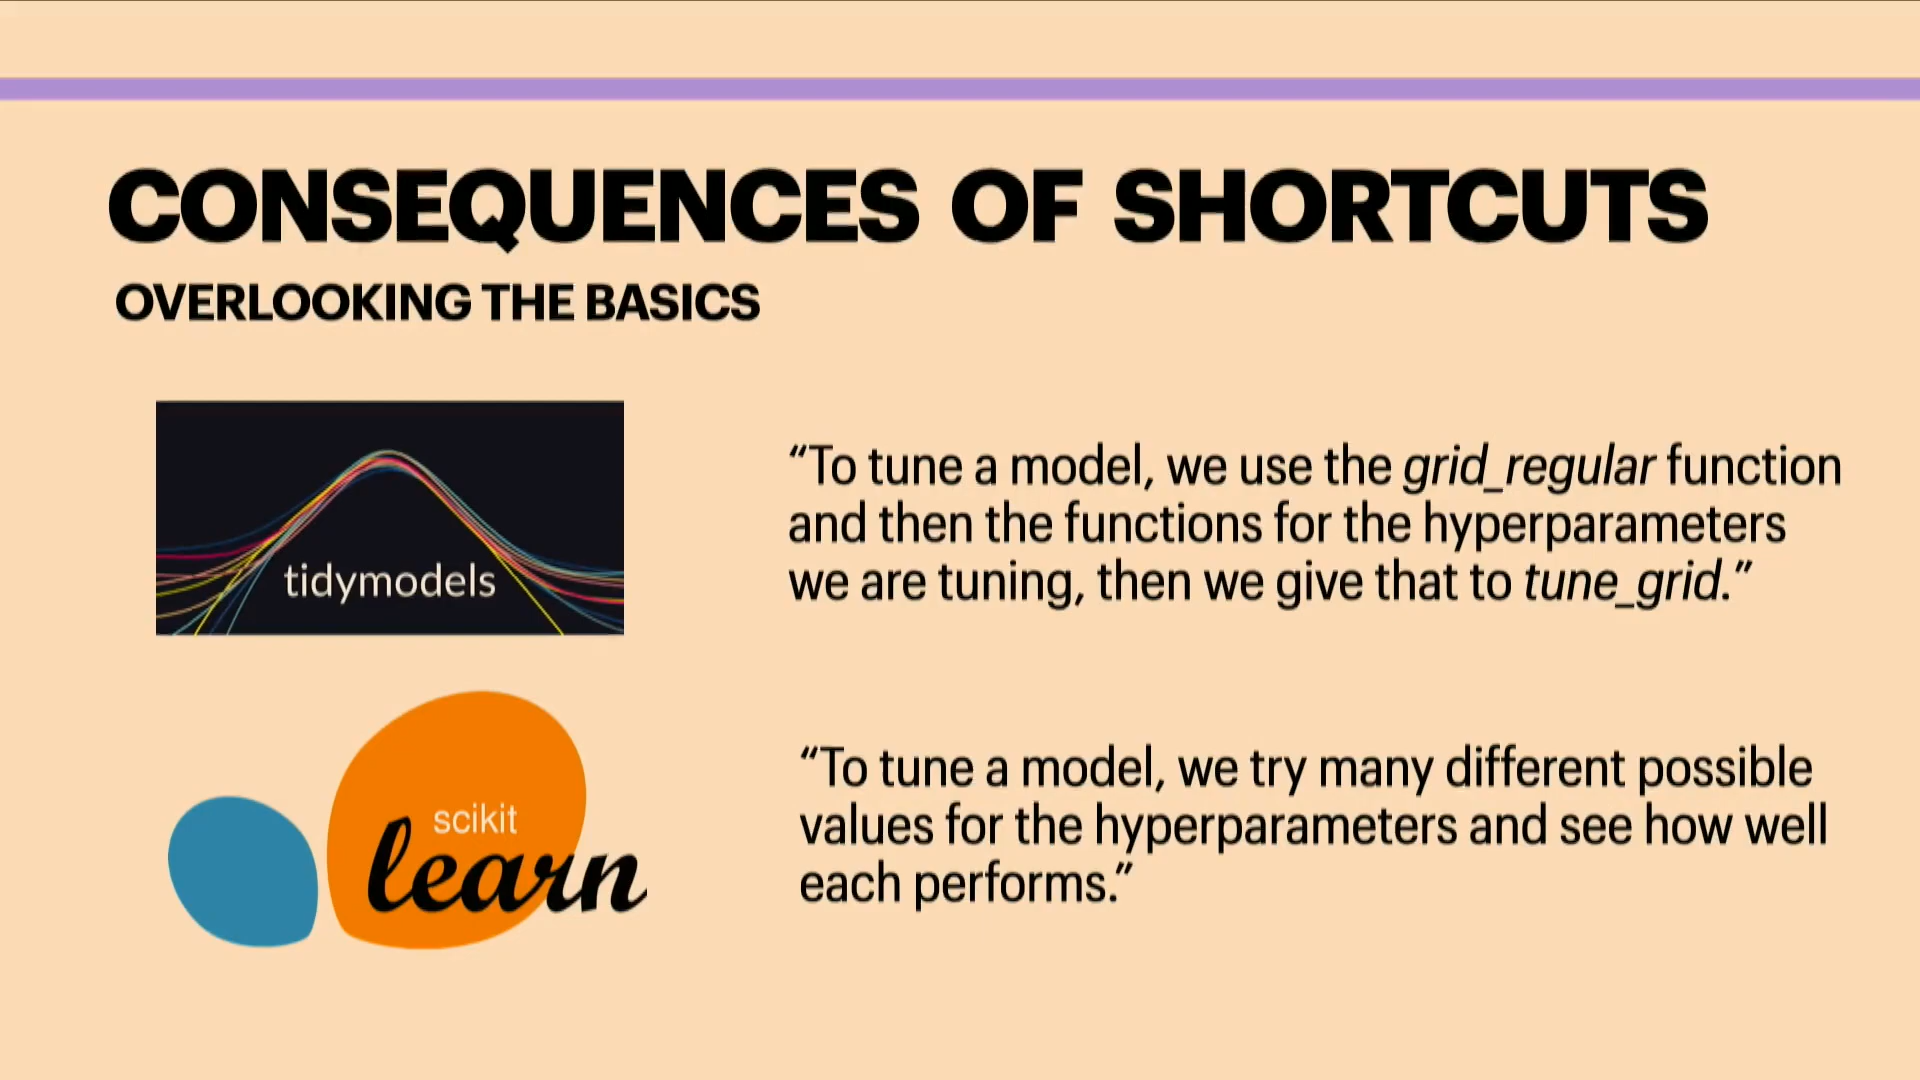 CONSEQUENCES OF SHORTCUTS
OVERLOOKING THE BASICS
tidymodels
“To tune a model, we use the grid_regular function
and then the functions for the hyperparameters
we are tuning, then we give that to tune_grid.”
scikit
learn
“To tune a model, we try many different possible
values for the hyperparameters and see how well
each performs.”